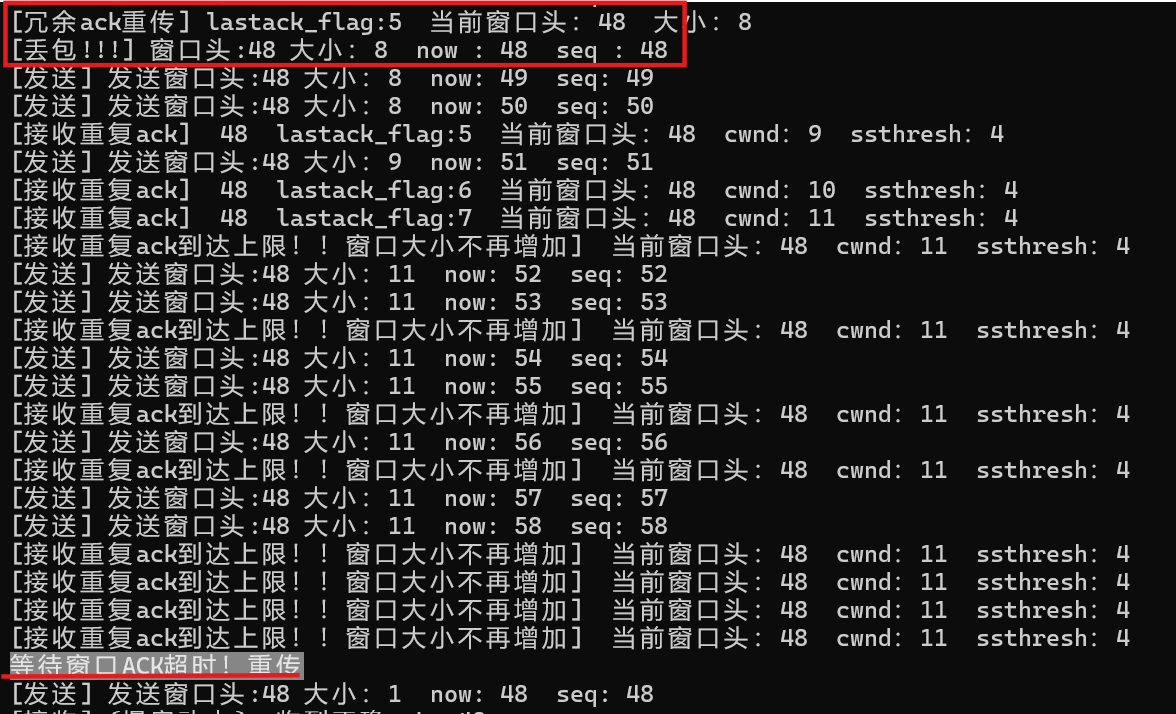 [冗余ack重传] lastack_flag:5  当前窗口头: 48  大小: 8
[丢包!!!] 窗口头:48 大小: 8  now : 48  seq : 48
[发送] 发送窗口头:48 大小: 8  now: 49  seq: 49
[发送] 发送窗口头:48 大小: 8  now: 50  seq: 50
[接收重复ack]  48  lastack_flag:5  当前窗口头: 48  cwnd: 9  ssthresh: 4
[发送] 发送窗口头:48 大小: 9  now: 51  seq: 51
[接收重复ack]  48  lastack_flag:6  当前窗口头: 48  cwnd: 10  ssthresh: 4
[接收重复ack]  48  lastack_flag:7  当前窗口头: 48  cwnd: 11  ssthresh: 4
[接收重复ack到达上限！！窗口大小不再增加]  当前窗口头: 48  cwnd: 11  ssthresh: 4
[发送] 发送窗口头:48 大小: 11  now: 52  seq: 52
[发送] 发送窗口头:48 大小: 11  now: 53  seq: 53
[接收重复ack到达上限！！窗口大小不再增加]  当前窗口头: 48  cwnd: 11  ssthresh: 4
[发送] 发送窗口头:48 大小: 11  now: 54  seq: 54
[发送] 发送窗口头:48 大小: 11  now: 55  seq: 55
[接收重复ack到达上限！！窗口大小不再增加]  当前窗口头: 48  cwnd: 11  ssthresh: 4
[发送] 发送窗口头:48 大小: 11  now: 56  seq: 56
[接收重复ack到达上限！！窗口大小不再增加]  当前窗口头: 48  cwnd: 11  ssthresh: 4
[发送] 发送窗口头:48 大小: 11  now: 57  seq: 57
[发送] 发送窗口头:48 大小: 11  now: 58  seq: 58
[接收重复ack到达上限！！窗口大小不再增加]  当前窗口头: 48  cwnd: 11  ssthresh: 4
[接收重复ack到达上限！！窗口大小不再增加]  当前窗口头: 48  cwnd: 11  ssthresh: 4
[接收重复ack到达上限！！窗口大小不再增加]  当前窗口头: 48  cwnd: 11  ssthresh: 4
[接收重复ack到达上限！！窗口大小不再增加]  当前窗口头: 48  cwnd: 11  ssthresh: 4
等待窗口ACK超时！重传
[发送] 发送窗口头:48 大小: 1  now: 48  seq: 48